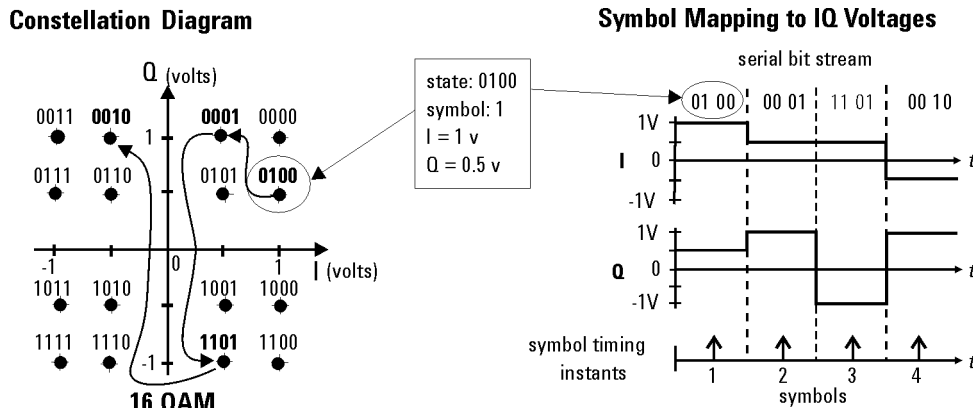 Constellation Diagram
Symbol Mapping to IQ Voltages
Q (volts)
0011 0010 0001 0000
1
0111 0110 0101 0100
-1 0 1 I (volts)
1011 1010 1001 1000
1111 1110 1101 1100
-1
16 QAM
state: 0100
symbol: 1
I = 1 v
Q = 0.5 v
serial bit stream
01 00 00 01 11 01 00 10
1V
I 0 t
-1V
1V
Q 0 t
-1V
symbol timing
instants
t
1 2 3 4
symbols